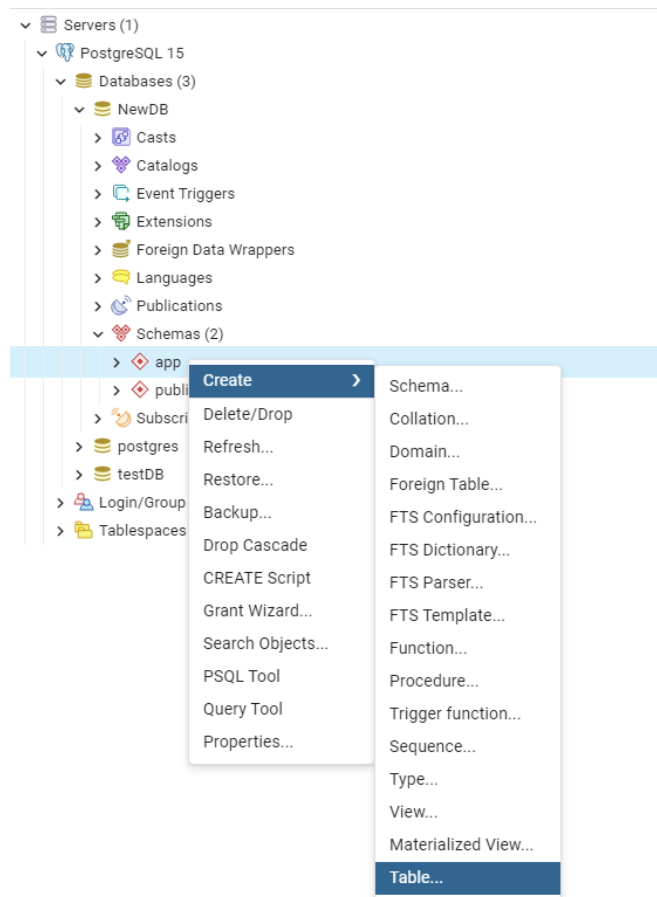 Servers (1)
PostgreSQL 15
Databases (3)
NewDB
Casts
Catalogs
Event Triggers
Extensions
Foreign Data Wrappers
Languages
Publications
Schemas (2)
app
publi
Subscri
postgres
testDB
Login/Group
Tablespaces
Create
Delete/Drop
Refresh...
Restore...
Backup...
Drop Cascade
CREATE Script
Grant Wizard...
Search Objects...
PSQL Tool
Query Tool
Properties...
Schema...
Collation...
Domain...
Foreign Table...
FTS Configuration...
FTS Dictionary...
FTS Parser...
FTS Template...
Function...
Procedure...
Trigger function...
Sequence...
Type...
View...
Materialized View...
Table...